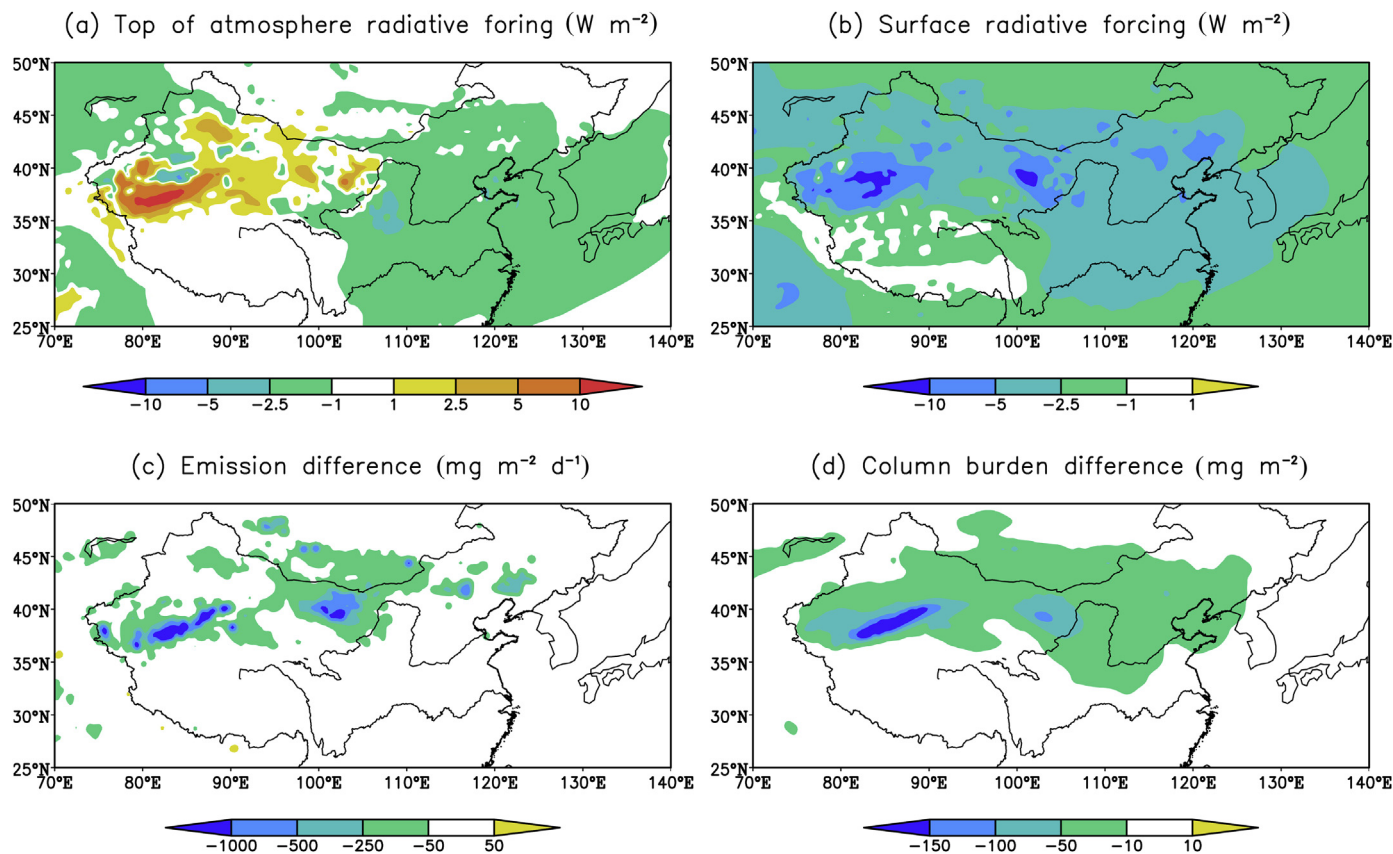 (a) Top of atmosphere radiative foring (W m⁻²)
(b) Surface radiative forcing (W m⁻²)
50°N
45°N
40°N
35°N
30°N
25°N
70°E 80°E 90°E 100°E 110°E 120°E 130°E 140°E
50°N
45°N
40°N
35°N
30°N
25°N
70°E 80°E 90°E 100°E 110°E 120°E 130°E 140°E
−10 −5 −2.5 −1 1 2.5 5 10
−10 −5 −2.5 −1 1
(c) Emission difference (mg m⁻² d⁻¹)
(d) Column burden difference (mg m⁻²)
50°N
45°N
40°N
35°N
30°N
25°N
70°E 80°E 90°E 100°E 110°E 120°E 130°E 140°E
50°N
45°N
40°N
35°N
30°N
25°N
70°E 80°E 90°E 100°E 110°E 120°E 130°E 140°E
−1000 −500 −250 −50 50
−150 −100 −50 −10 10